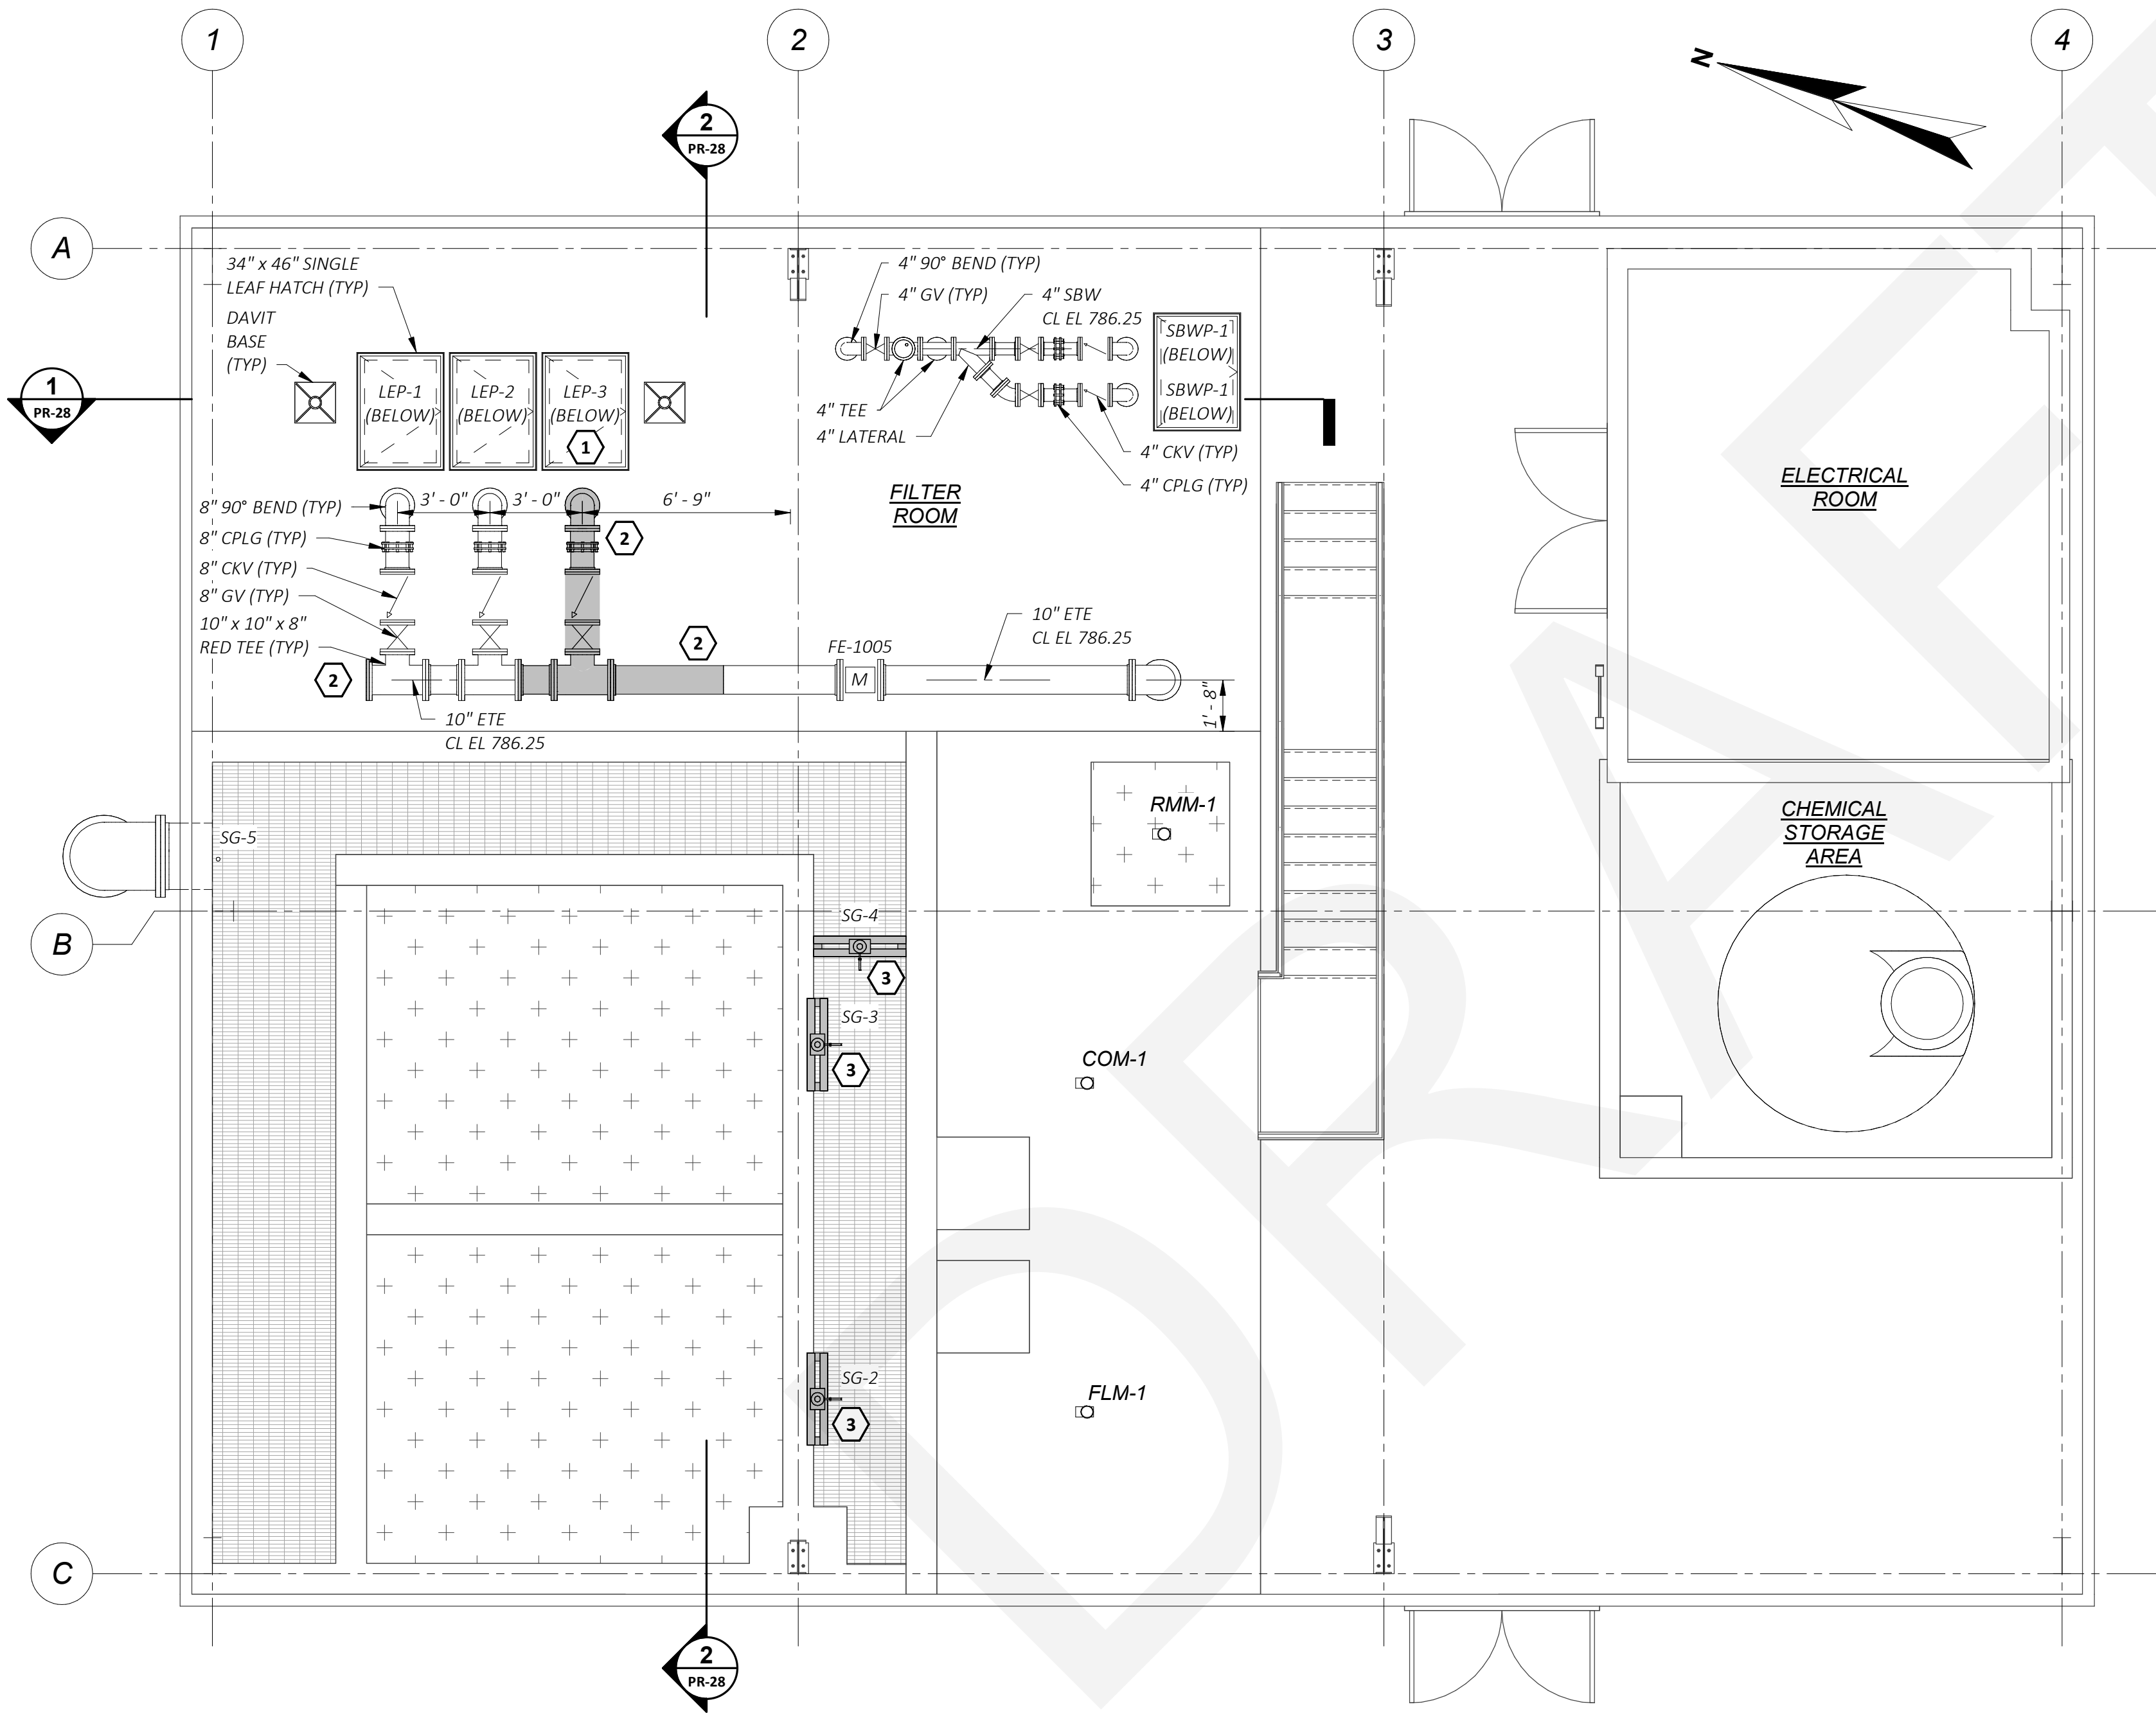 1
2
3
4
N
2
PR-28
A
34" x 46" SINGLE
LEAF HATCH (TYP)
DAVIT
BASE
(TYP)
1
PR-28
LEP-1
(BELOW)
LEP-2
(BELOW)
LEP-3
(BELOW)
1
4" 90° BEND (TYP)
4" GV (TYP)
4" SBW
CL EL 786.25
4" TEE
4" LATERAL
SBWP-1
(BELOW)
SBWP-1
(BELOW)
4" CKV (TYP)
4" CPLG (TYP)
FILTER
ROOM
ELECTRICAL
ROOM
8" 90° BEND (TYP)
3' - 0"
3' - 0"
6' - 9"
8" CPLG (TYP)
2
8" CKV (TYP)
8" GV (TYP)
10" x 10" x 8"
RED TEE (TYP)
2
2
FE-1005
M
10" ETE
CL EL 786.25
1' - 8"
10" ETE
CL EL 786.25
SG-5
RMM-1
CHEMICAL
STORAGE
AREA
B
SG-4
3
SG-3
3
COM-1
SG-2
3
FLM-1
C
2
PR-28
DRAFT